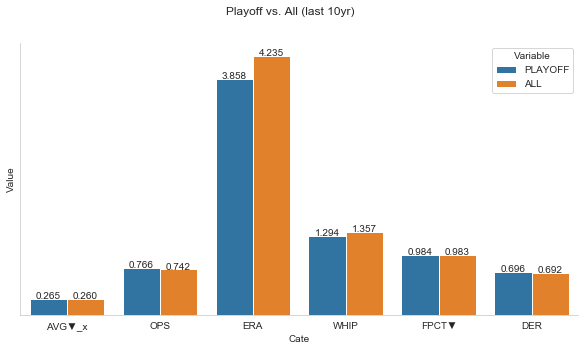 Playoff vs. All (last 10yr)
Variable
PLAYOFF
ALL
Value
0.265
0.260
0.766
0.742
3.858
4.235
1.294
1.357
0.984
0.983
0.696
0.692
AVG▼_x
OPS
ERA
WHIP
FPCT▼
DER
Cate